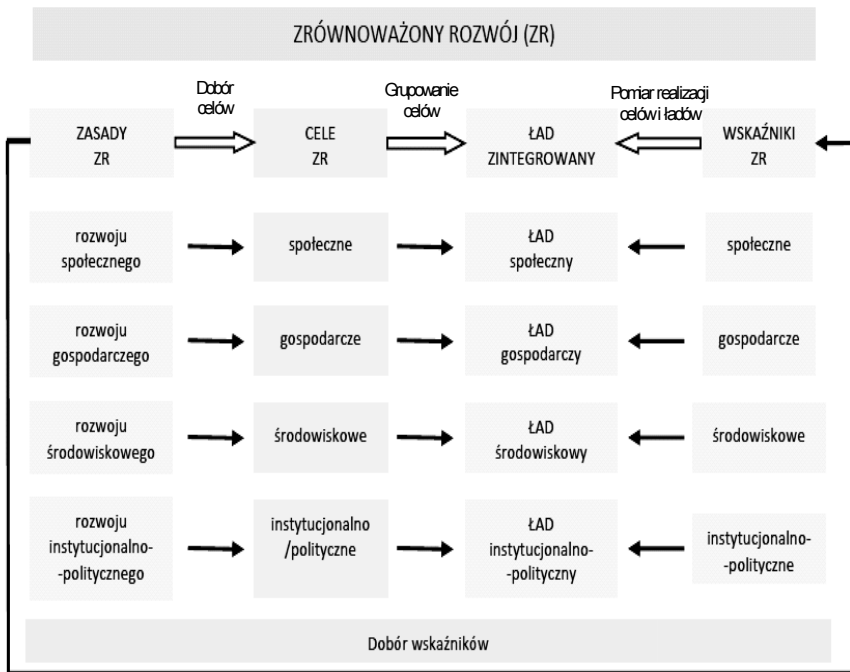 ZRÓWNOWAŻONY ROZWÓJ (ZR)
Dobór
celów
Grupowanie
celów
Pomiar realizacji
celów i ładów
ZASADY
ZR
CELE
ZR
ŁAD
ZINTEGROWANY
WSKAŹNIKI
ZR
rozwoju
społecznego
społeczne
ŁAD
społeczny
społeczne
rozwoju
gospodarczego
gospodarcze
ŁAD
gospodarczy
gospodarcze
rozwoju
środowiskowego
środowiskowe
ŁAD
środowiskowy
środowiskowe
rozwoju
instytucjonalno-
-politycznego
instytucjonalno
/polityczne
ŁAD
instytucjonalno-
-polityczny
instytucjonalno-
-polityczne
Dobór wskaźników